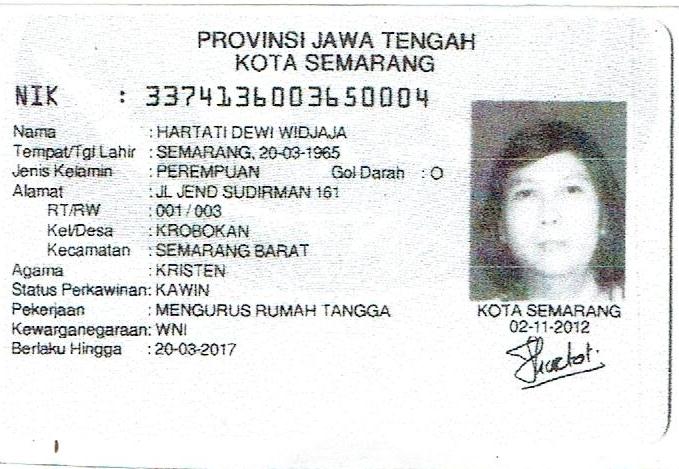 PROVINSI JAWA TENGAH
KOTA SEMARANG
NIK : 3374136003650004
Nama : HARTATI DEWI WIDJAJA
Tempat/Tgl Lahir : SEMARANG, 20-03-1965
Jenis Kelamin : PEREMPUAN Gol Darah : O
Alamat : JL JEND SUDIRMAN 161
RT/RW : 001 / 003
Kel/Desa : KROBOKAN
Kecamatan : SEMARANG BARAT
Agama : KRISTEN
Status Perkawinan: KAWIN
Pekerjaan : MENGURUS RUMAH TANGGA
Kewarganegaraan: WNI
Berlaku Hingga : 20-03-2017
KOTA SEMARANG
02-11-2012